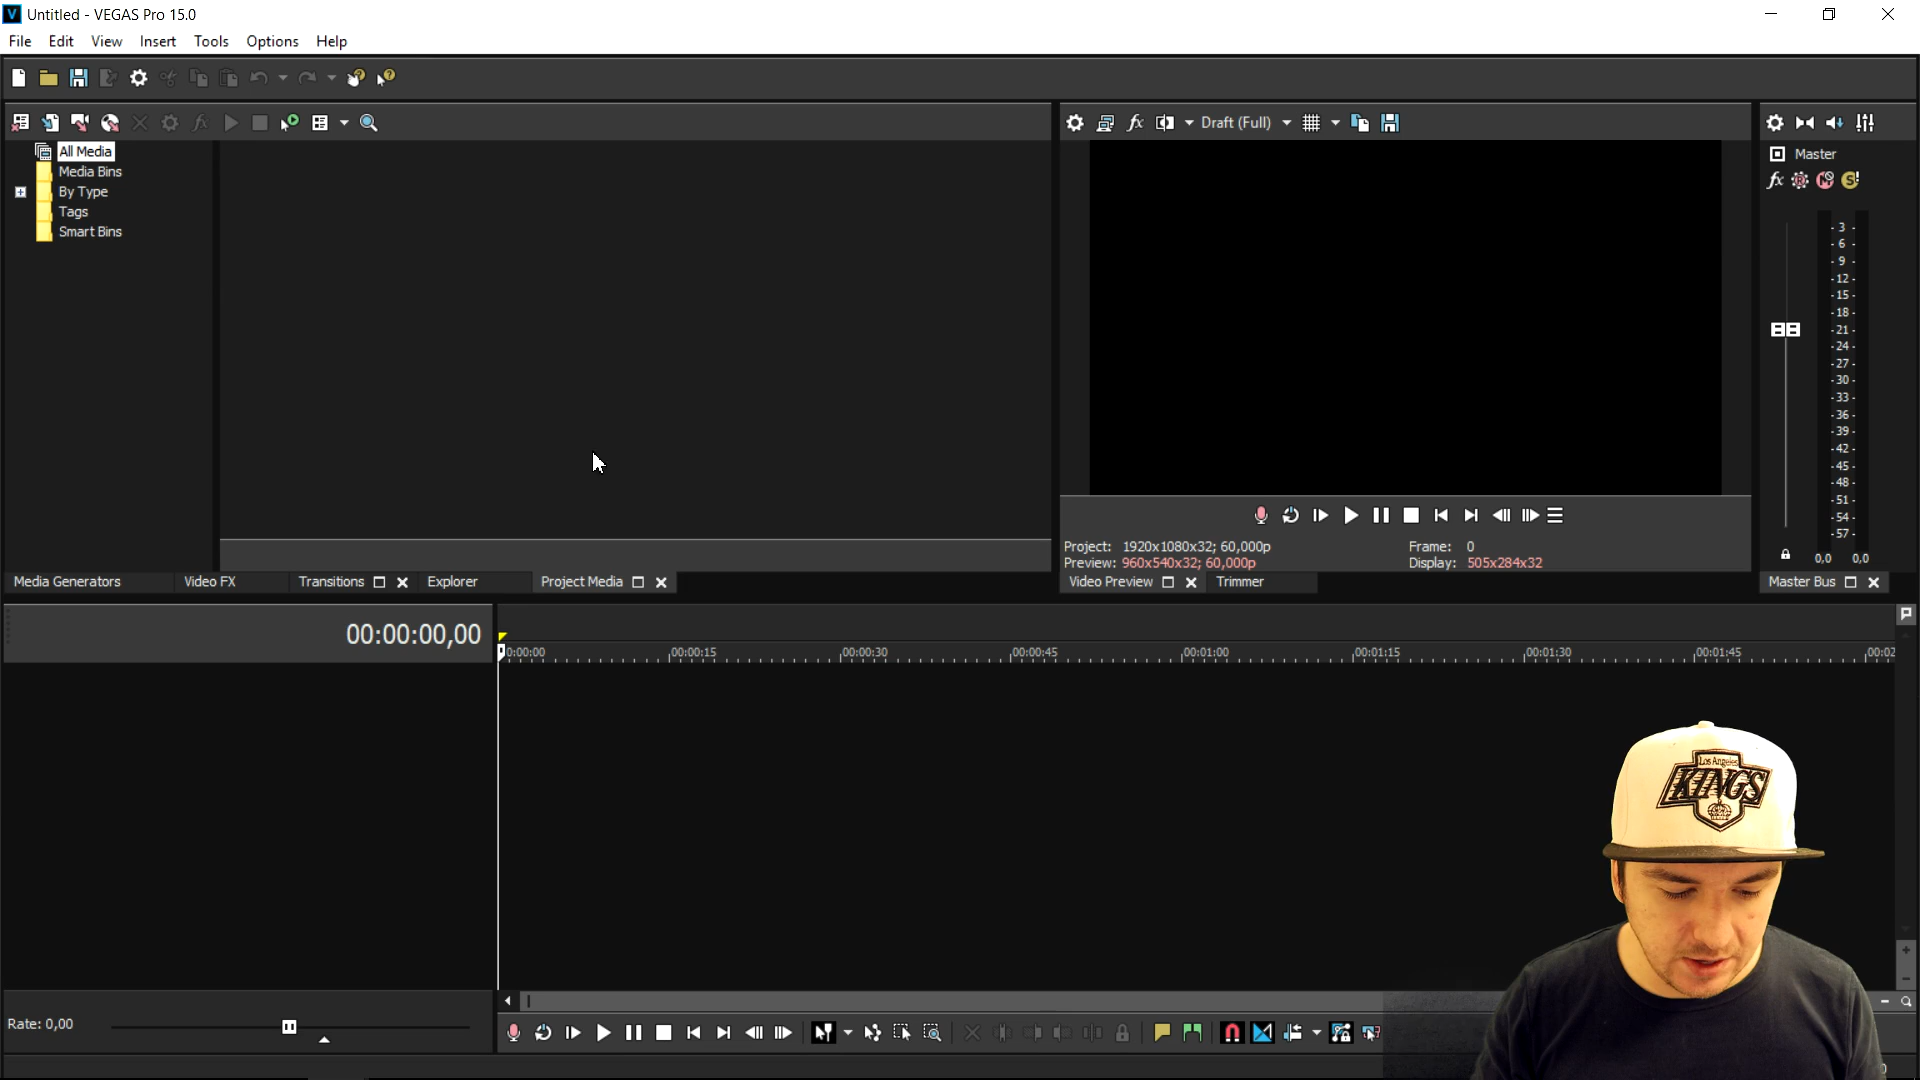 Untitled - VEGAS Pro 15.0
File Edit View Insert Tools Options Help
Draft (Full)
All Media
Media Bins
By Type
Tags
Smart Bins
Master
3
6
9
12
15
18
21
24
27
30
33
36
39
42
45
48
51
54
57
0,0 0,0
Project: 1920x1080x32; 60,000p
Frame: 0
Preview: 960x540x32; 60,000p
Display: 505x284x32
Media Generators Video FX Transitions Explorer Project Media
Video Preview Trimmer
Master Bus
00:00:00,00
0:00:00 00:00:15 00:00:30 00:00:45 00:01:00 00:01:15 00:01:30 00:01:45 00:02
Los Angeles
KINGS
Rate: 0,00